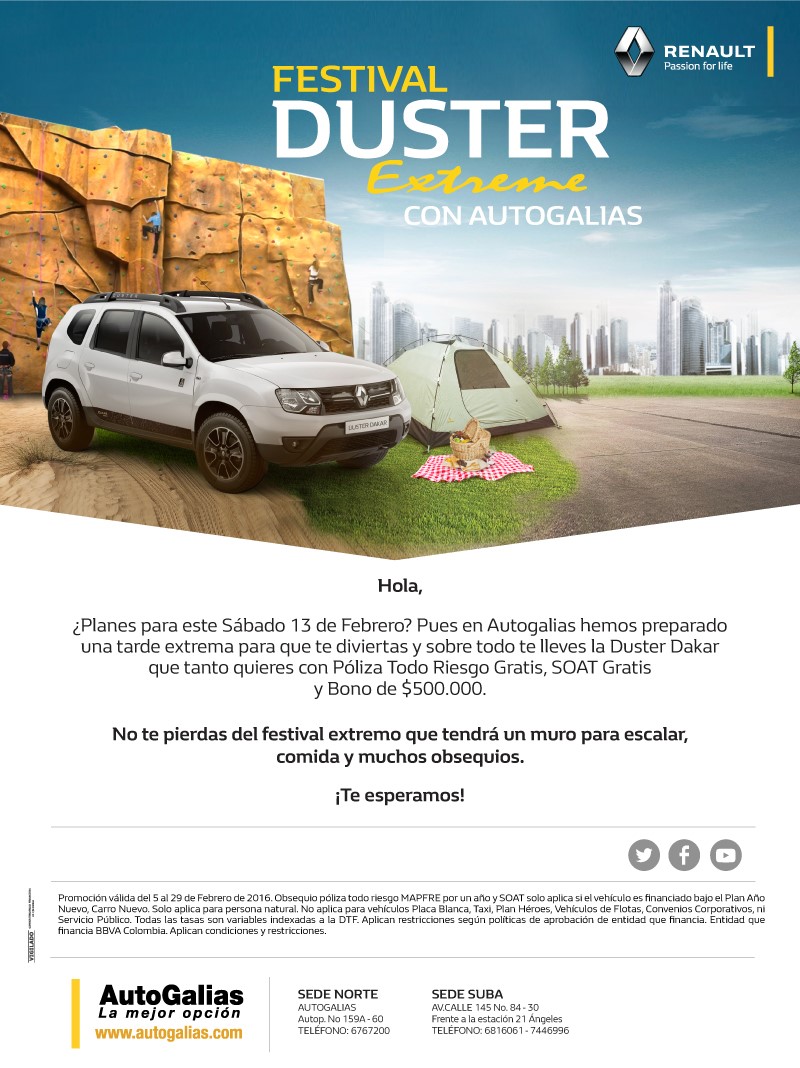 RENAULT
Passion for life
FESTIVAL
DUSTER
Extreme
CON AUTOGALIAS
DUSTER
DUSTER DAKAR
Hola,
¿Planes para este Sábado 13 de Febrero? Pues en Autogalias hemos preparado
una tarde extrema para que te diviertas y sobre todo te lleves la Duster Dakar
que tanto quieres con Póliza Todo Riesgo Gratis, SOAT Gratis
y Bono de $500.000.
No te pierdas del festival extremo que tendrá un muro para escalar,
comida y muchos obsequios.
¡Te esperamos!
Promoción válida del 5 al 29 de Febrero de 2016. Obsequio póliza todo riesgo MAPFRE por un año y SOAT solo aplica si el vehículo es financiado bajo el Plan Año
Nuevo, Carro Nuevo. Solo aplica para persona natural. No aplica para vehículos Placa Blanca, Taxi, Plan Héroes, Vehículos de Flotas, Convenios Corporativos, ni
Servicio Público. Todas las tasas son variables indexadas a la DTF. Aplican restricciones según políticas de aprobación de entidad que financia. Entidad que
financia BBVA Colombia. Aplican condiciones y restricciones.
VIGILADO
AutoGalias
La mejor opción
www.autogalias.com
SEDE NORTE
AUTOGALIAS
Autop. No 159A - 60
TELÉFONO: 6767200
SEDE SUBA
AV.CALLE 145 No. 84 - 30
Frente a la estación 21 Ángeles
TELÉFONO: 6816061 - 7446996